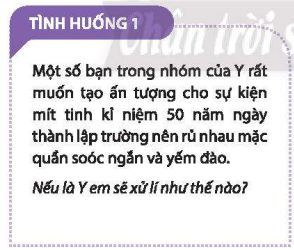 Chân trời s
TÌNH HUỐNG 1
Một số bạn trong nhóm của Y rất
muốn tạo ấn tượng cho sự kiện
mít tinh kỉ niệm 50 năm ngày
thành lập trường nên rủ nhau mặc
quần soóc ngắn và yếm đào.
Nếu là Y em sẽ xử lí như thế nào?